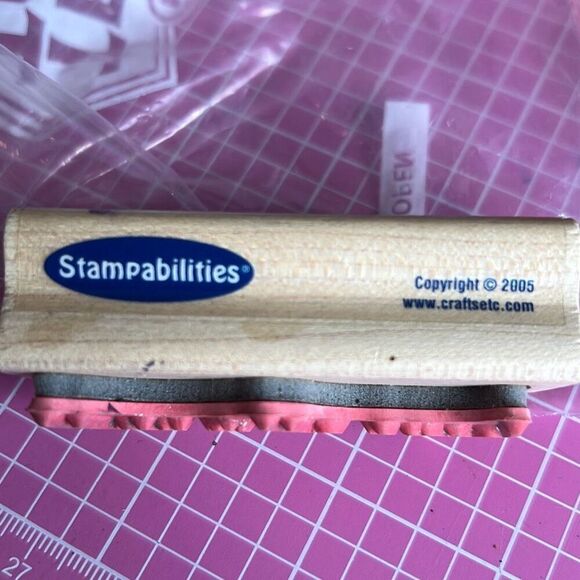 OPEN
Stampabilities®
Copyright © 2005
www.craftsetc.com
27